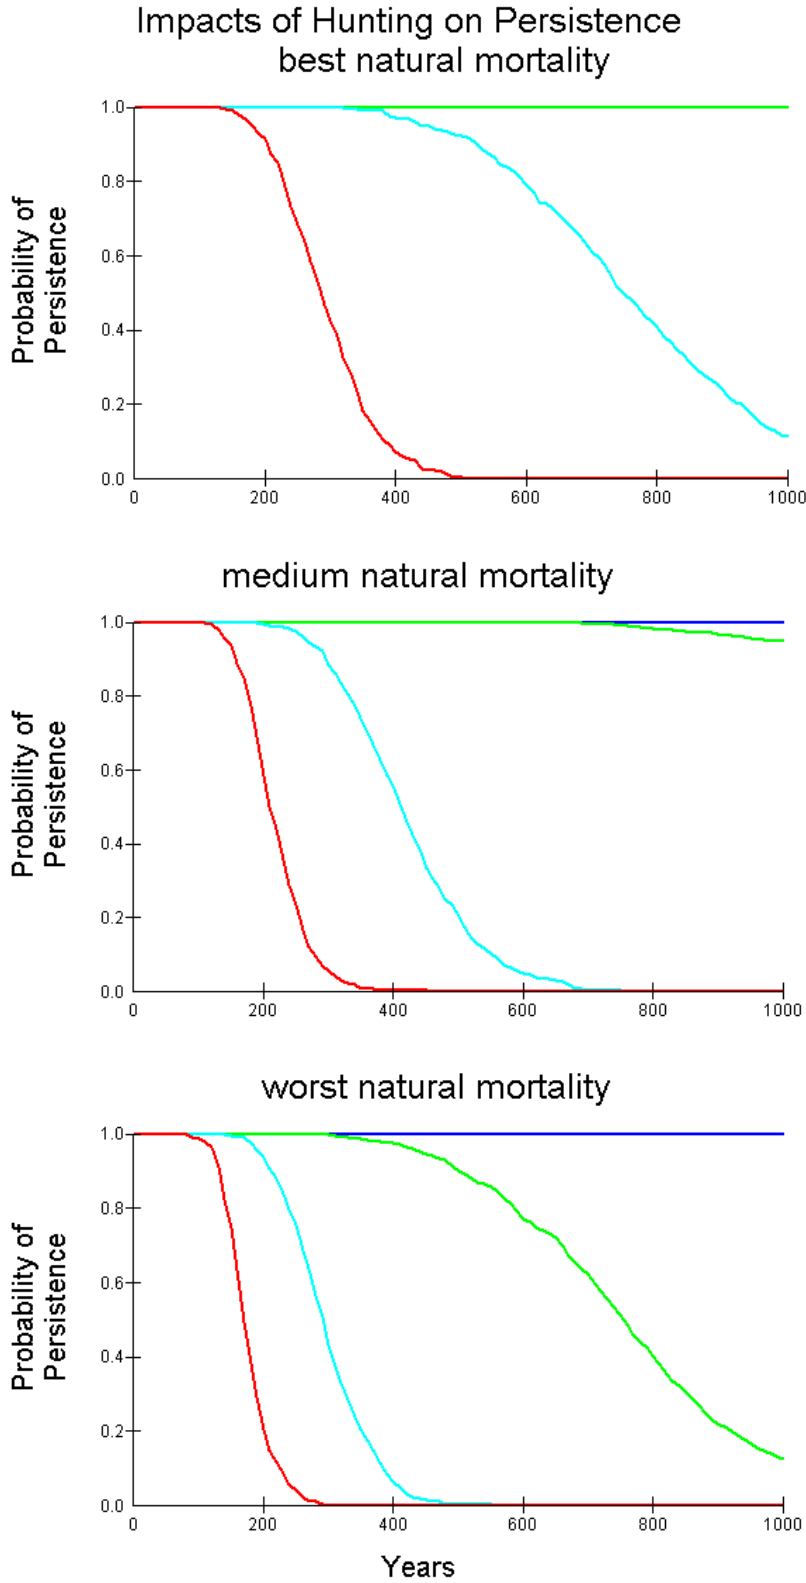 Impacts of Hunting on Persistence
best natural mortality
Probability of
Persistence
1.0
0.8
0.6
0.4
0.2
0.0
0 200 400 600 800 1000
medium natural mortality
Probability of
Persistence
1.0
0.8
0.6
0.4
0.2
0.0
0 200 400 600 800 1000
worst natural mortality
Probability of
Persistence
1.0
0.8
0.6
0.4
0.2
0.0
0 200 400 600 800 1000
Years